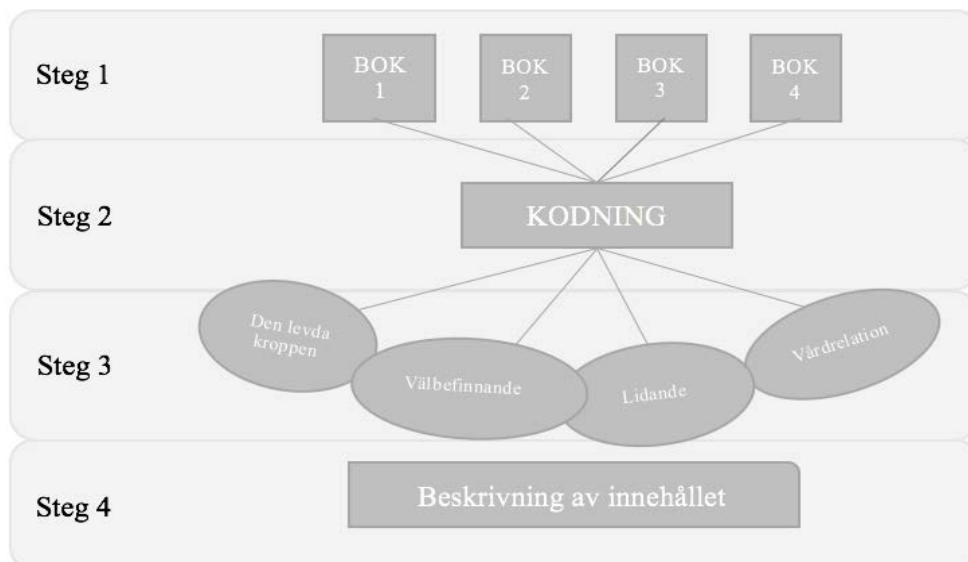 Steg 1
BOK
1
BOK
2
BOK
3
BOK
4
Steg 2
KODNING
Steg 3
Den levda
kroppen
Välbefinnande
Lidande
Vårdrelation
Steg 4
Beskrivning av innehållet